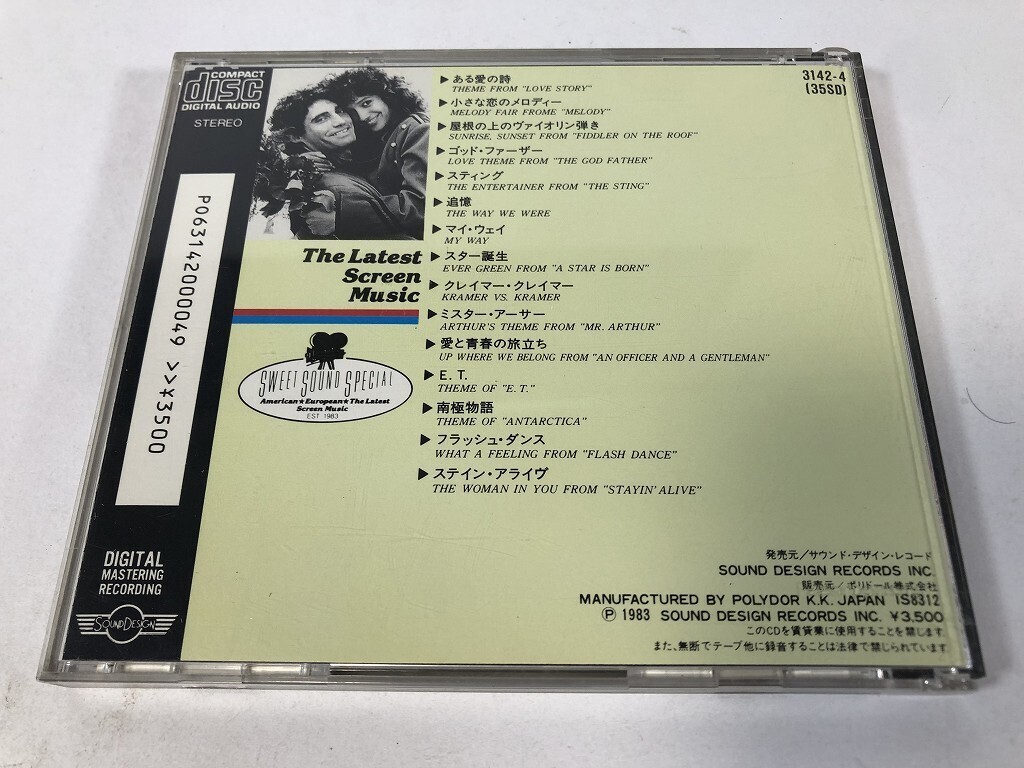 COMPACT
disc
DIGITAL AUDIO
STEREO
P0631420000049 >>¥3500
DIGITAL
MASTERING
RECORDING
SOUND DESIGN
The Latest
Screen
Music
SWEET SOUND SPECIAL
American★European★The Latest
Screen Music
EST 1983
3142-4
(35SD)
▶ある愛の詩
THEME FROM "LOVE STORY"
▶小さな恋のメロディー
MELODY FAIR FROME "MELODY"
▶屋根の上のヴァイオリン弾き
SUNRISE, SUNSET FROM "FIDDLER ON THE ROOF"
▶ゴッド・ファーザー
LOVE THEME FROM "THE GOD FATHER"
▶スティング
THE ENTERTAINER FROM "THE STING"
▶追憶
THE WAY WE WERE
▶マイ・ウェイ
MY WAY
▶スター誕生
EVER GREEN FROM "A STAR IS BORN"
▶クレイマー・クレイマー
KRAMER VS. KRAMER
▶ミスター・アーサー
ARTHUR'S THEME FROM "MR. ARTHUR"
▶愛と青春の旅立ち
UP WHERE WE BELONG FROM "AN OFFICER AND A GENTLEMAN"
▶E.T.
THEME OF "E.T."
▶南極物語
THEME OF "ANTARCTICA"
▶フラッシュ・ダンス
WHAT A FEELING FROM "FLASH DANCE"
▶ステイン・アライヴ
THE WOMAN IN YOU FROM "STAYIN' ALIVE"
発売元/サウンド・デザイン・レコード
SOUND DESIGN RECORDS INC.
販売元/ポリドール株式会社
MANUFACTURED BY POLYDOR K.K. JAPAN IS8312
Ⓟ 1983 SOUND DESIGN RECORDS INC. ¥3,500
このCDを賃貸業に使用することを禁じます
また、無断でテープ他に録音することは法律で禁じられています